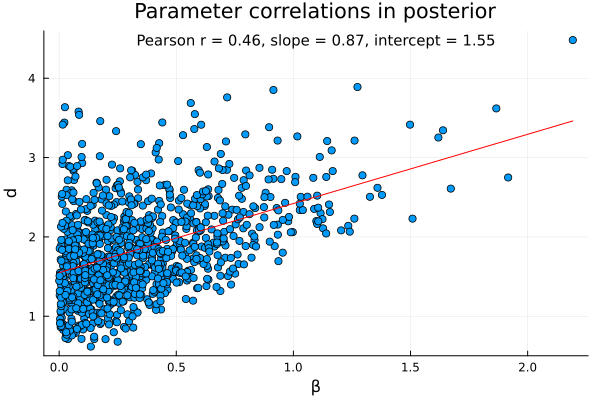 Parameter correlations in posterior
Pearson r = 0.46, slope = 0.87, intercept = 1.55
4
3
d
2
1
0.0 0.5 1.0 1.5 2.0
β